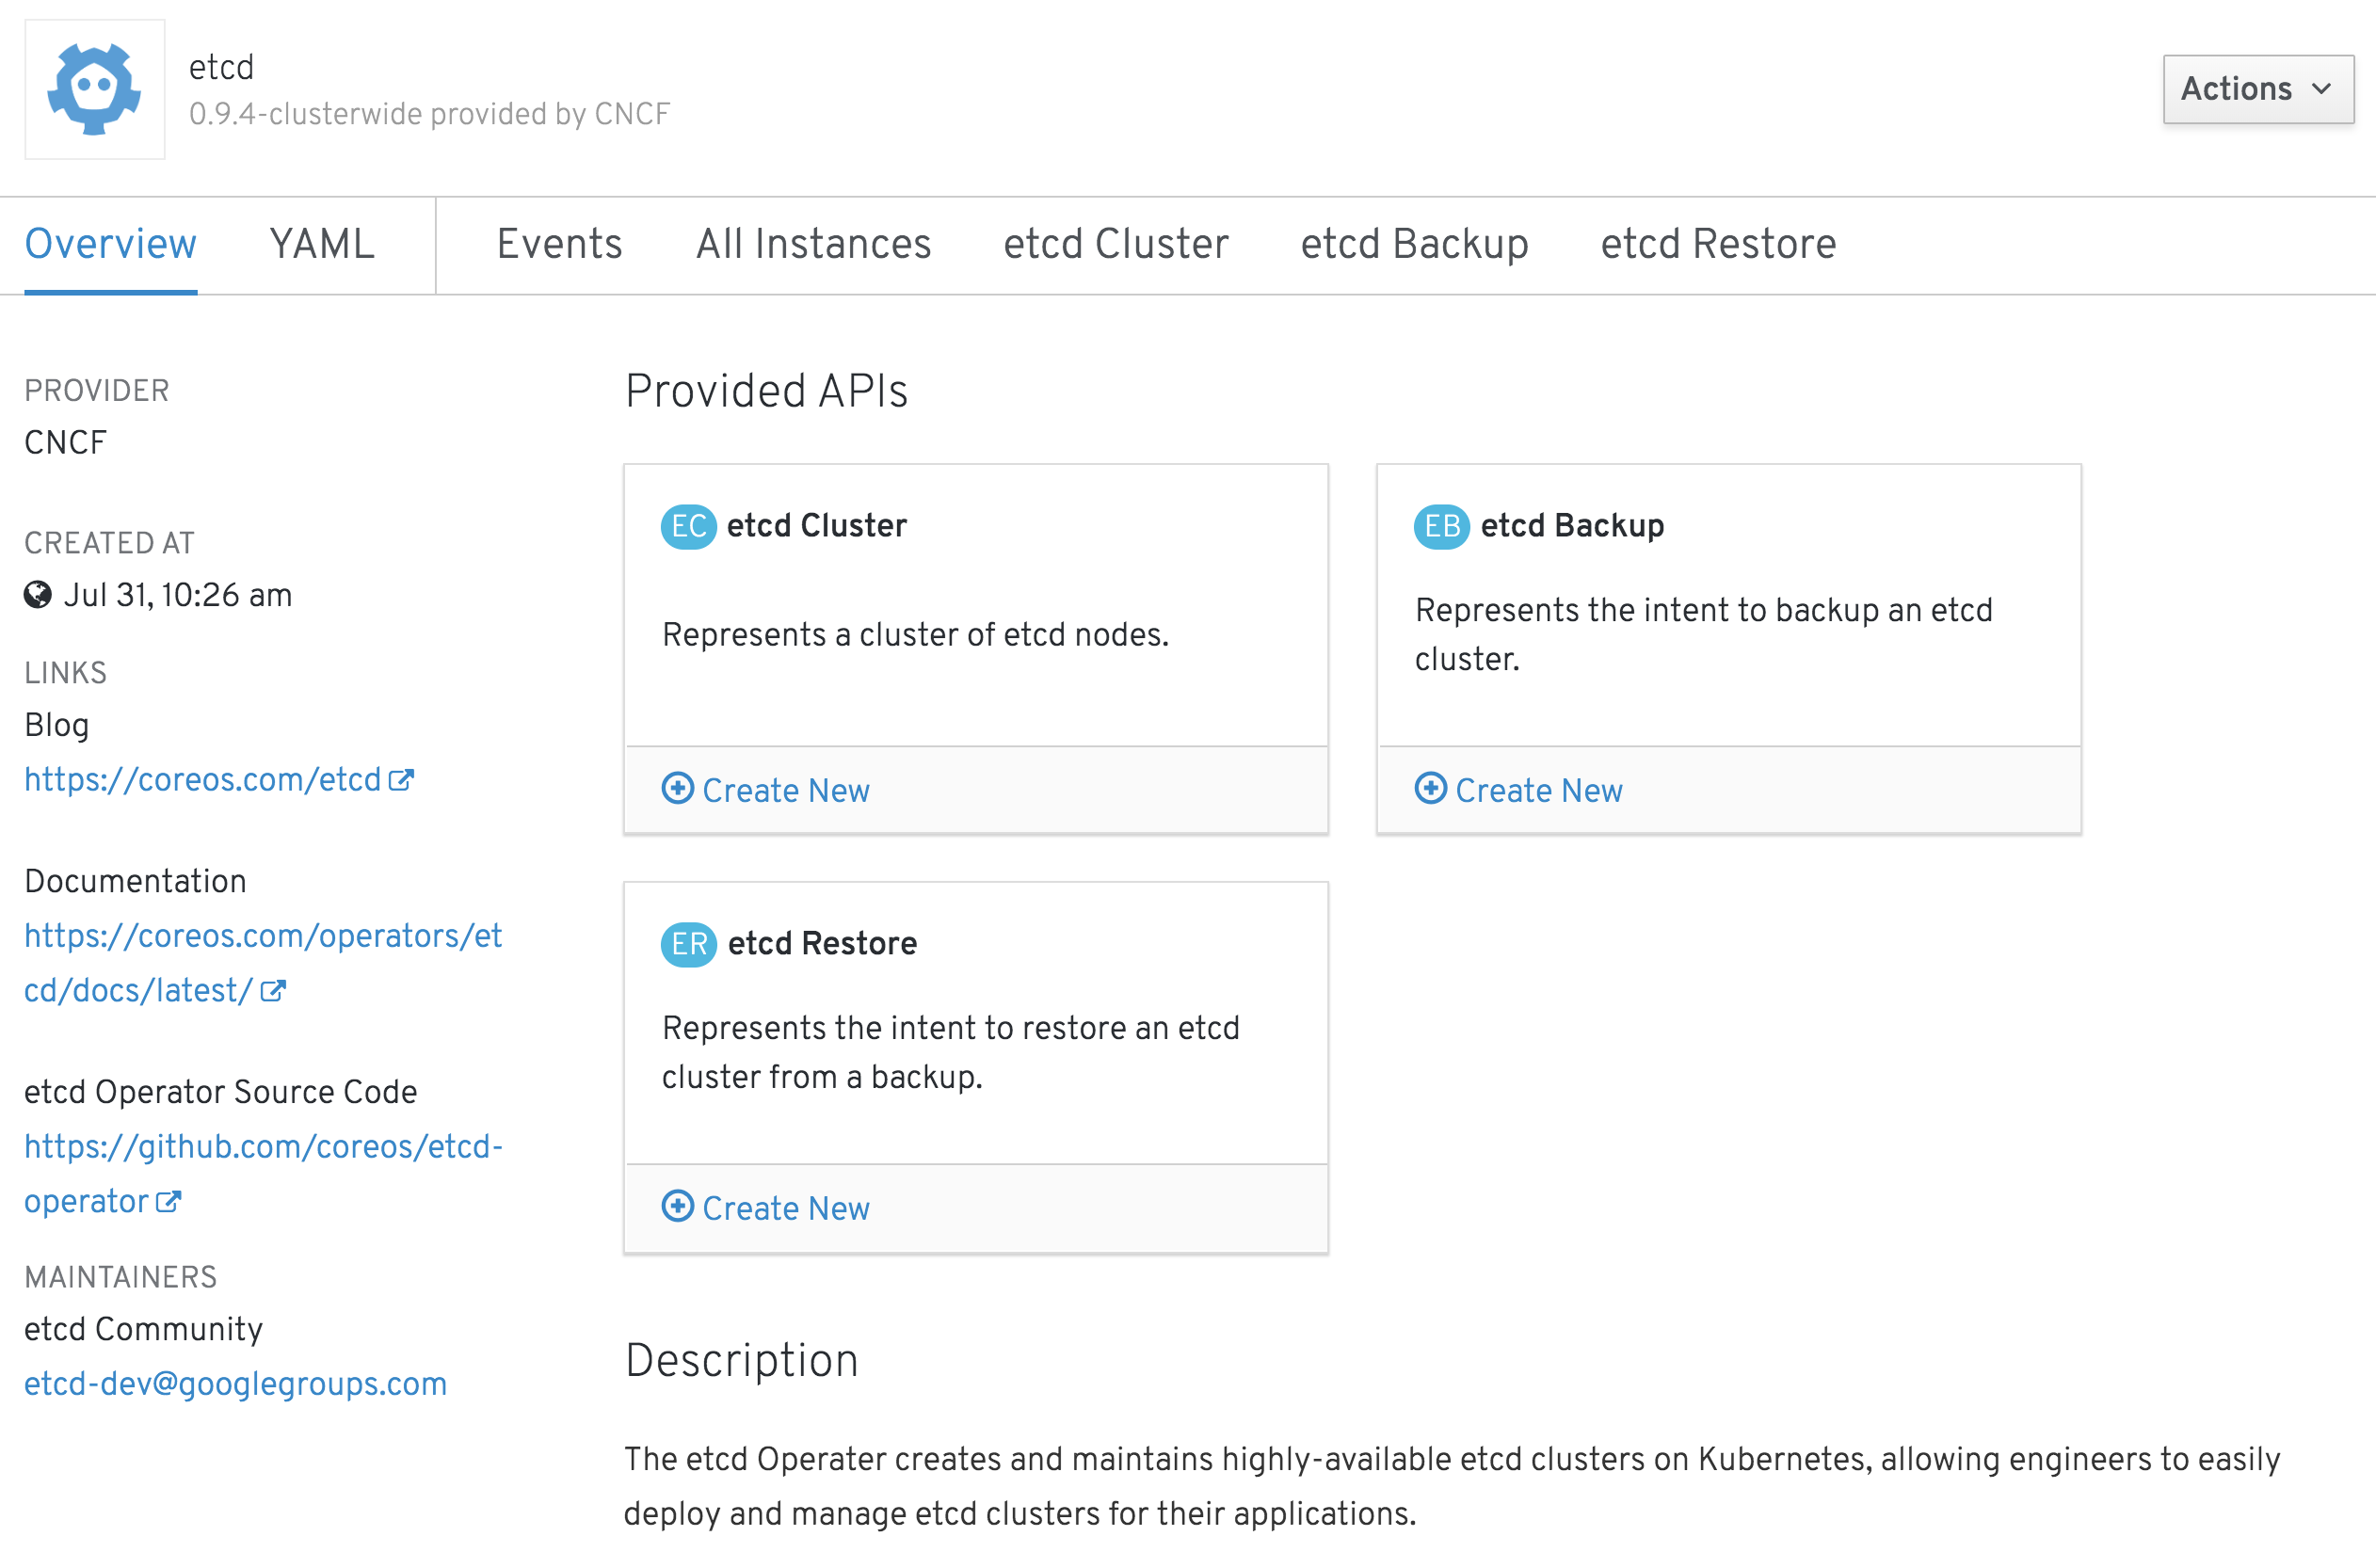 etcd
0.9.4-clusterwide provided by CNCF
Actions
Overview
YAML
Events
All Instances
etcd Cluster
etcd Backup
etcd Restore
PROVIDER
CNCF
CREATED AT
Jul 31, 10:26 am
LINKS
Blog
https://coreos.com/etcd
Documentation
https://coreos.com/operators/et
cd/docs/latest/
etcd Operator Source Code
https://github.com/coreos/etcd-
operator
MAINTAINERS
etcd Community
etcd-dev@googlegroups.com
Provided APIs
EC etcd Cluster
Represents a cluster of etcd nodes.
Create New
EB etcd Backup
Represents the intent to backup an etcd
cluster.
Create New
ER etcd Restore
Represents the intent to restore an etcd
cluster from a backup.
Create New
Description
The etcd Operater creates and maintains highly-available etcd clusters on Kubernetes, allowing engineers to easily
deploy and manage etcd clusters for their applications.